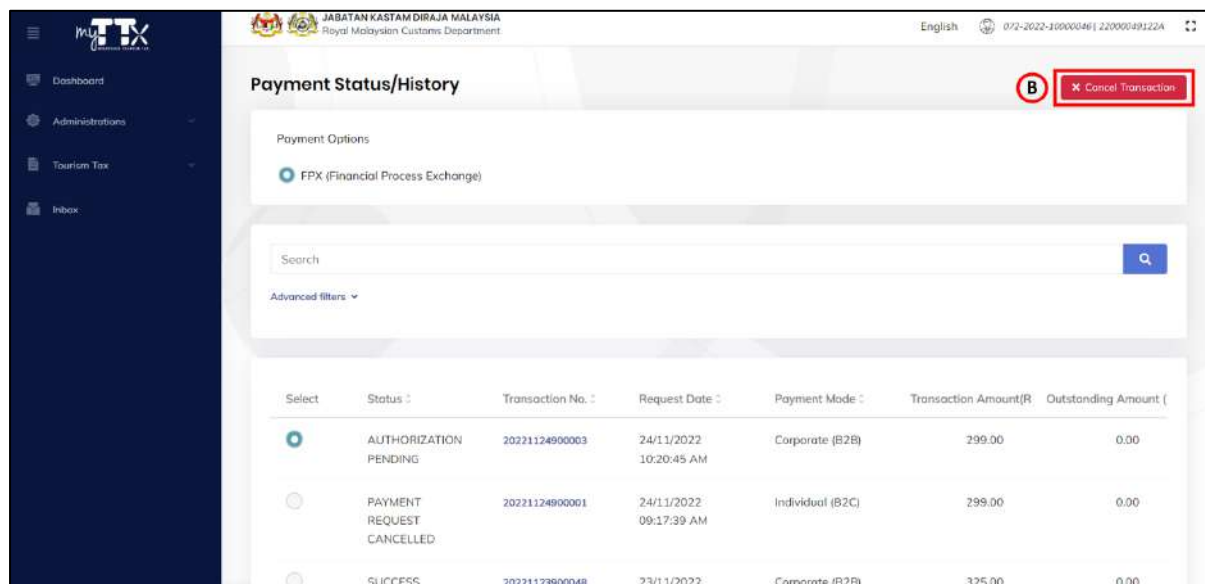 myTTx
JABATAN KASTAM DIRAJA MALAYSIA
Royal Malaysian Customs Department
English 072-2022-10000046| 22000049122A
Dashboard
Administrations
Tourism Tax
Inbox
Payment Status/History
B
× Cancel Transaction
Payment Options
FPX (Financial Process Exchange)
Search
Advanced filters
Select Status Transaction No. Request Date Payment Mode Transaction Amount(R Outstanding Amount (
AUTHORIZATION 20221124900003 24/11/2022 Corporate (B2B) 299.00 0.00
PENDING 10:20:45 AM
PAYMENT 20221124900001 24/11/2022 Individual (B2C) 299.00 0.00
REQUEST 09:17:39 AM
CANCELLED
SUCCESS 20221123900048 23/11/2022 Corporate (B2B) 325.00 0.00